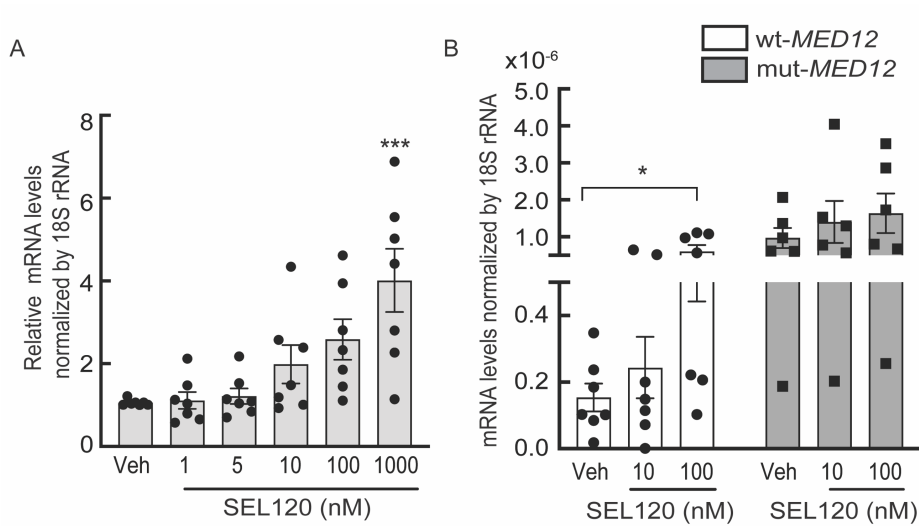 A
Relative mRNA levels
normalized by 18S rRNA
8
6
4
2
0
***
Veh 1 5 10 100 1000
SEL120 (nM)
B
x10-6
wt-MED12
mut-MED12
mRNA levels normalized by 18S rRNA
5.0
4.0
3.0
2.0
1.0
0.4
0.2
0.0
*
Veh 10 100 Veh 10 100
SEL120 (nM) SEL120 (nM)